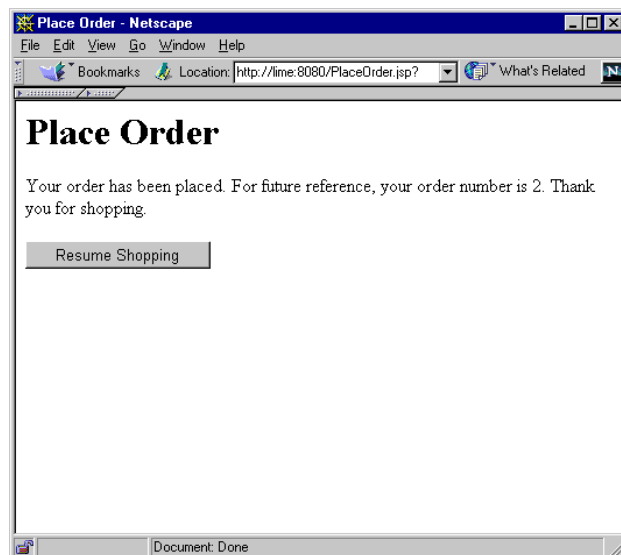 Place Order - Netscape
File Edit View Go Window Help
Bookmarks Location: http://lime:8080/PlaceOrder.jsp? What's Related N
Place Order
Your order has been placed. For future reference, your order number is 2. Thank
you for shopping.
Resume Shopping
Document: Done